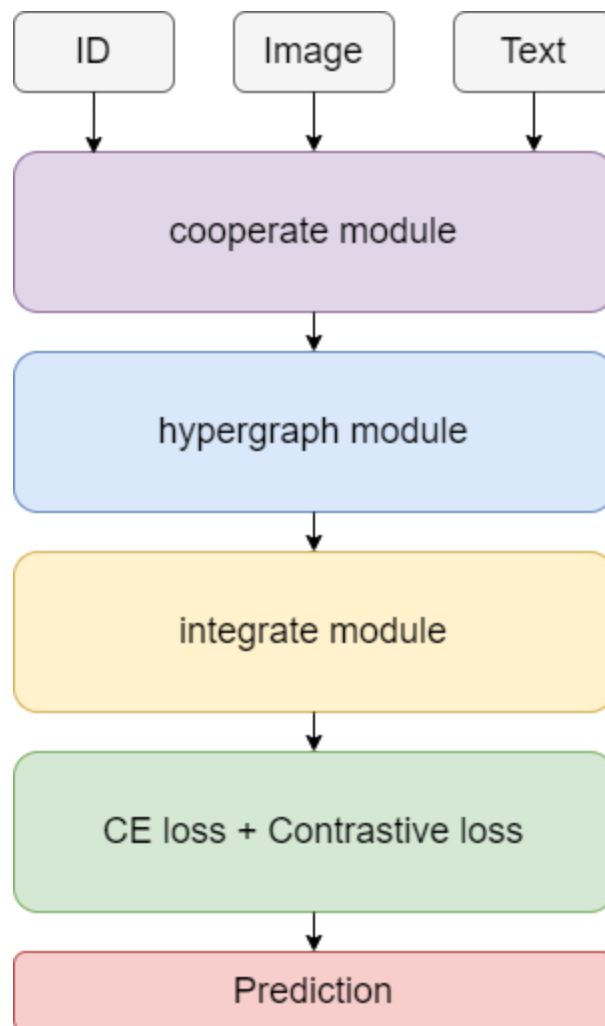 ID
Image
Text
cooperate module
hypergraph module
integrate module
CE loss + Contrastive loss
Prediction